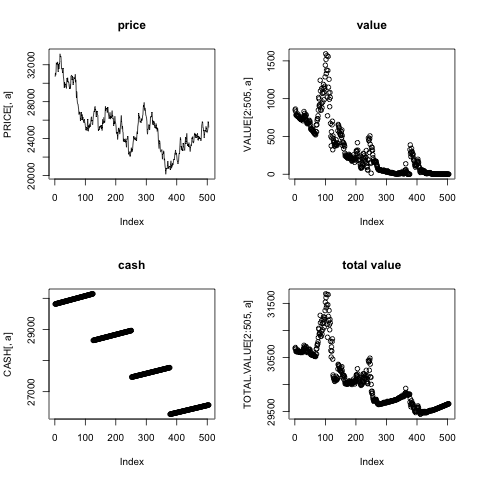 price
PRICE[, a]
20000 24000 28000 32000
0 100 200 300 400 500
Index
value
VALUE[2:505, a]
0 500 1000 1500
0 100 200 300 400 500
Index
cash
CASH[, a]
27000 29000
0 100 200 300 400 500
Index
total value
TOTAL.VALUE[2:505, a]
29500 30500 31500
0 100 200 300 400 500
Index